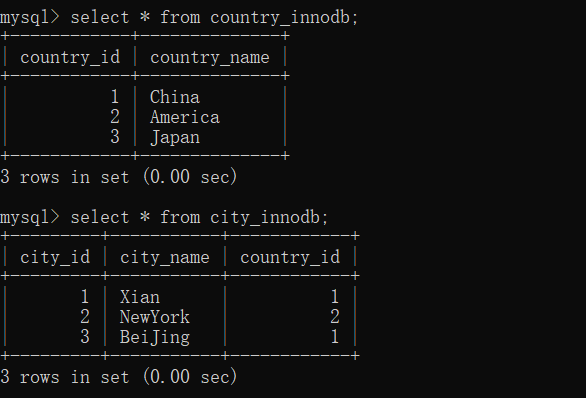 mysql> select * from country_innodb;
+------------+--------------+
| country_id | country_name |
+------------+--------------+
|          1 | China        |
|          2 | America      |
|          3 | Japan        |
+------------+--------------+
3 rows in set (0.00 sec)

mysql> select * from city_innodb;
+---------+-----------+------------+
| city_id | city_name | country_id |
+---------+-----------+------------+
|       1 | Xian      |          1 |
|       2 | NewYork   |          2 |
|       3 | BeiJing   |          1 |
+---------+-----------+------------+
3 rows in set (0.00 sec)